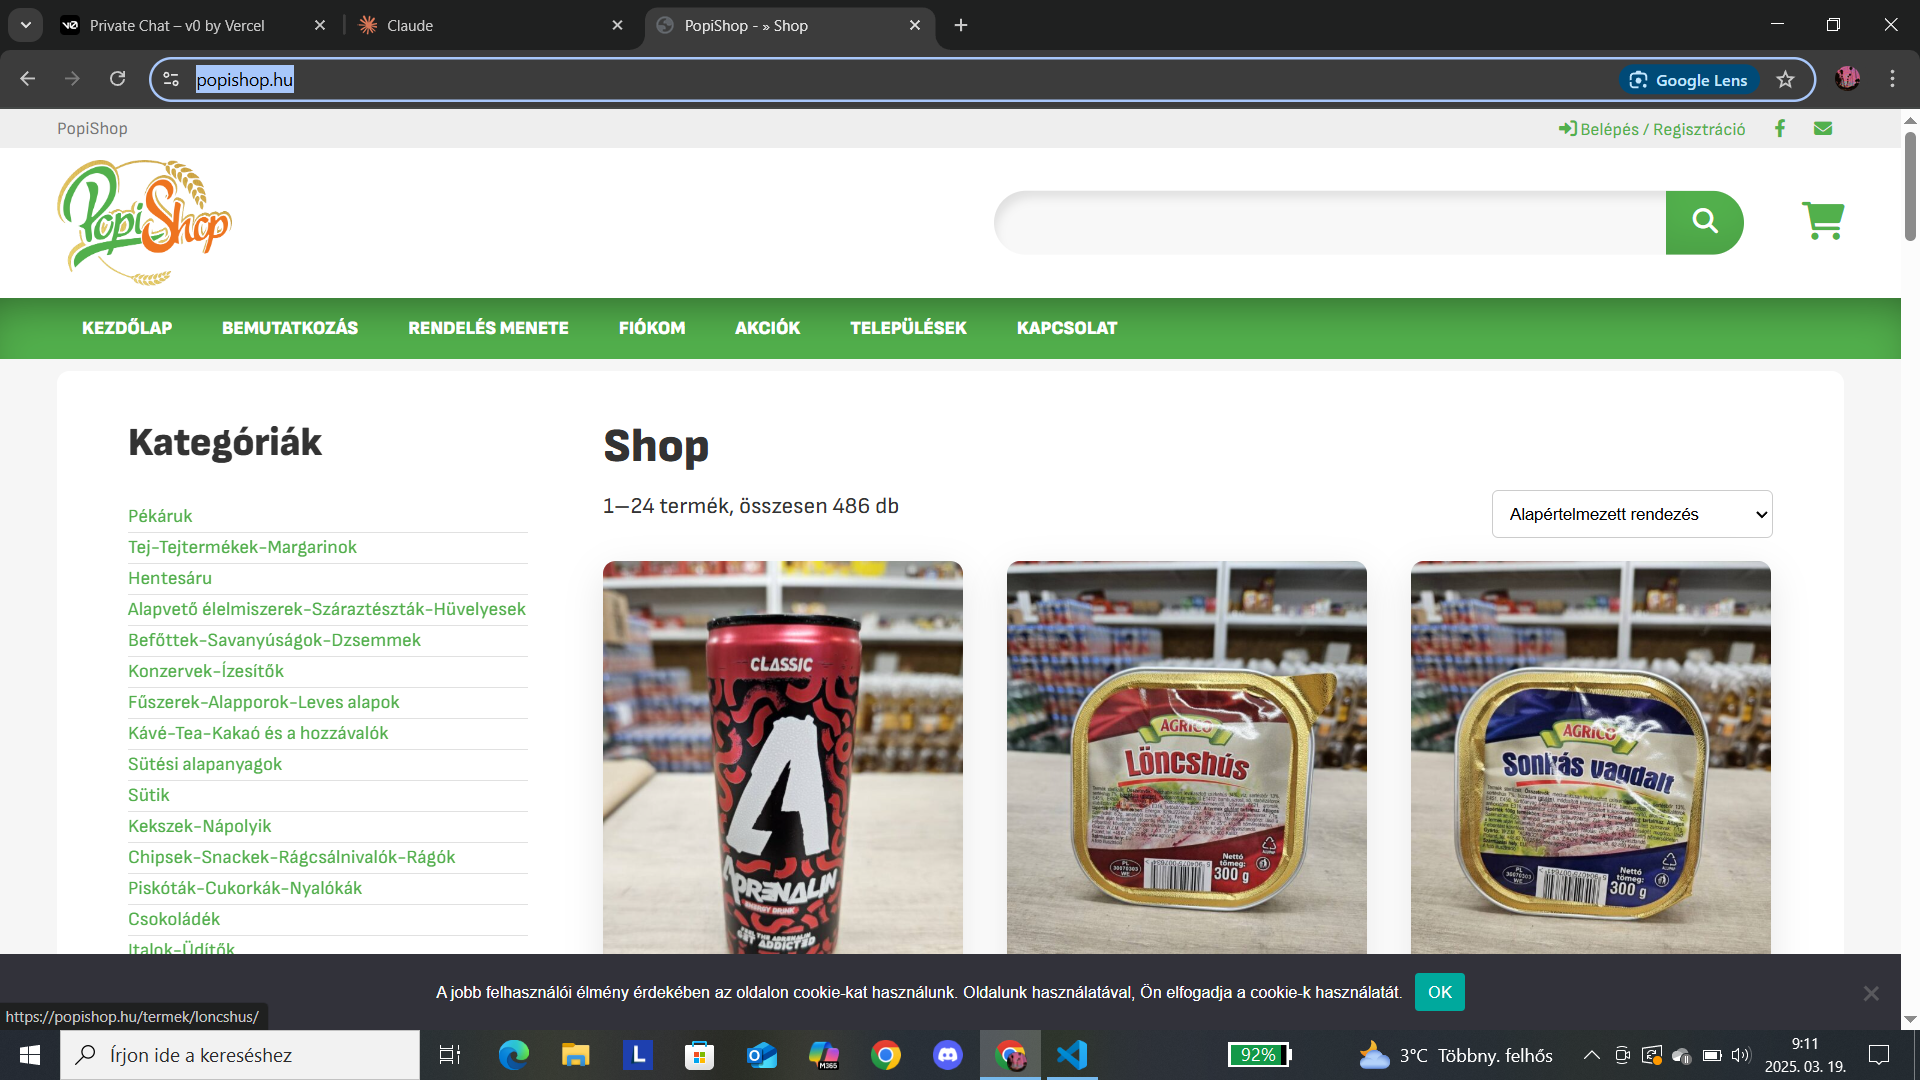 Private Chat – v0 by Vercel
Claude
PopiShop - » Shop
popishop.hu
Google Lens
PopiShop
Belépés / Regisztráció
PopiShop
KEZDŐLAP
BEMUTATKOZÁS
RENDELÉS MENETE
FIÓKOM
AKCIÓK
TELEPÜLÉSEK
KAPCSOLAT
Kategóriák
Pékáruk
Tej-Tejtermékek-Margarinok
Hentesáru
Alapvető élelmiszerek-Száraztészták-Hüvelyesek
Befőttek-Savanyúságok-Dzsemmek
Konzervek-Ízesítők
Fűszerek-Alapporok-Leves alapok
Kávé-Tea-Kakaó és a hozzávalók
Sütési alapanyagok
Sütik
Kekszek-Nápolyik
Chipsek-Snackek-Rágcsálnivalók-Rágók
Piskóták-Cukorkák-Nyalókák
Csokoládék
Italok-Üdítők
Shop
1–24 termék, összesen 486 db
Alapértelmezett rendezés
CLASSIC
A
ADRENALIN
ENERGY DRINK
FEEL THE ADRENALIN
GET ADDICTED
AGRICO
Löncshús
Nettó
tömeg:
300 g
AGRICO
Sonkás vagdalt
Nettó
tömeg:
300 g
A jobb felhasználói élmény érdekében az oldalon cookie-kat használunk. Oldalunk használatával, Ön elfogadja a cookie-k használatát.
OK
https://popishop.hu/termek/loncshus/
Írjon ide a kereséshez
L
M365
92%
3°C Többny. felhős
9:11
2025. 03. 19.